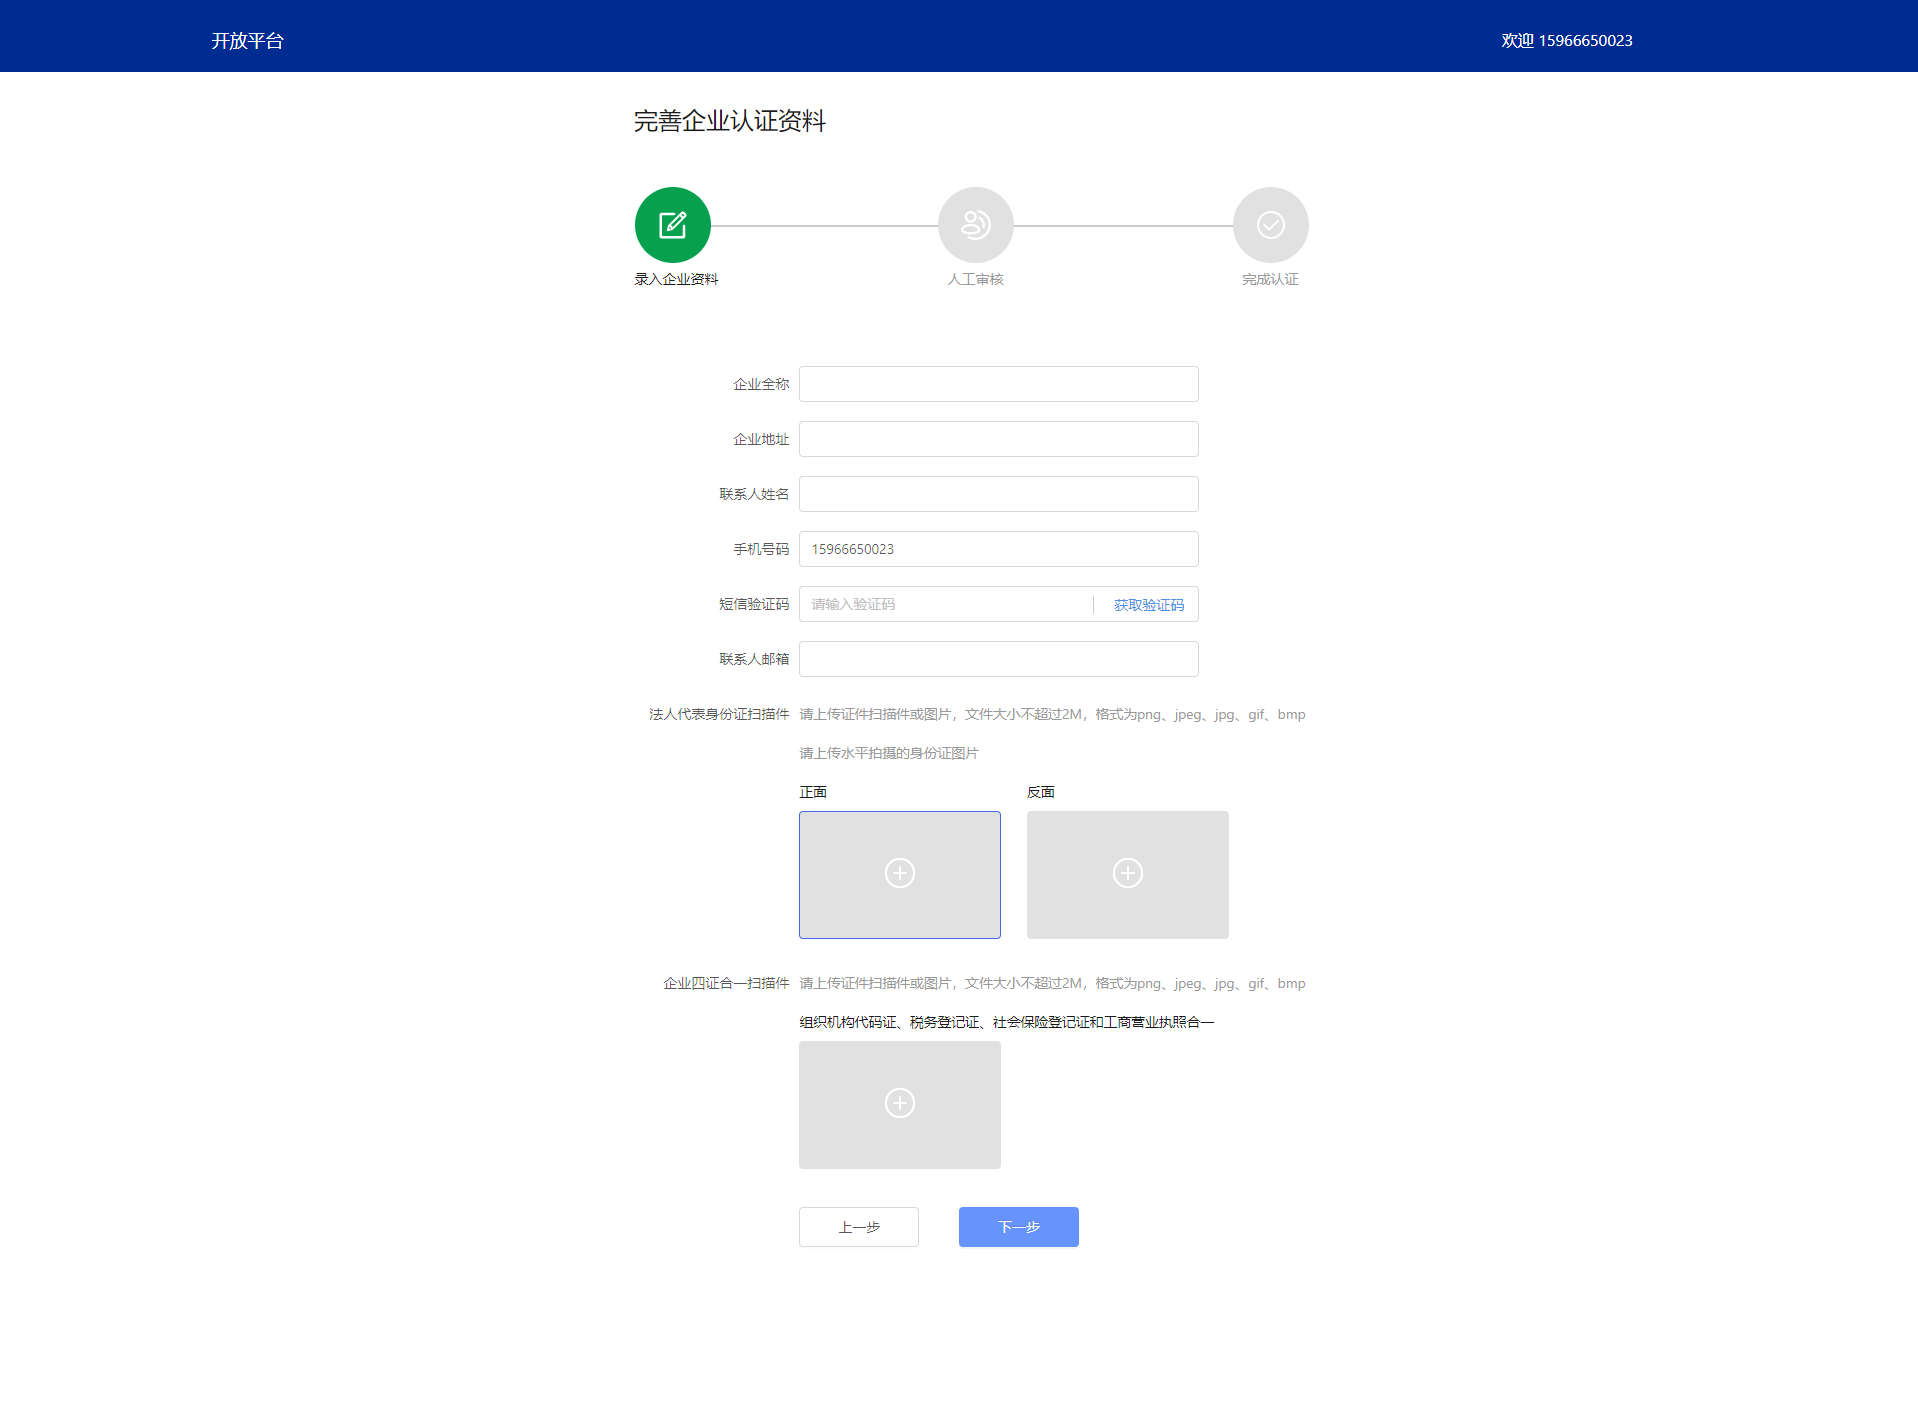 开放平台
欢迎 15966650023
完善企业认证资料
录入企业资料
人工审核
完成认证
企业全称
企业地址
联系人姓名
手机号码 15966650023
短信验证码 请输入验证码 获取验证码
联系人邮箱
法人代表身份证扫描件 请上传证件扫描件或图片，文件大小不超过2M，格式为png、jpeg、jpg、gif、bmp
请上传水平拍摄的身份证图片
正面 反面
企业四证合一扫描件 请上传证件扫描件或图片，文件大小不超过2M，格式为png、jpeg、jpg、gif、bmp
组织机构代码证、税务登记证、社会保险登记证和工商营业执照合一
上一步 下一步